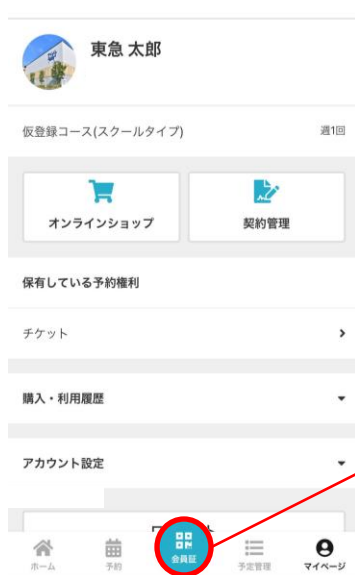 東急 太郎
仮登録コース(スクールタイプ) 週1回
オンラインショップ 契約管理
保有している予約権利
チケット
購入・利用履歴
アカウント設定
ホーム 予約 会員証 予定管理 マイページ